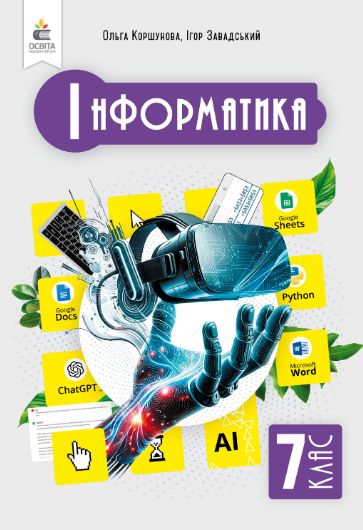 Ольга Коршунова, Ігор Завадський
ОСВІТА
ІНФОРМАТИКА
Google
Sheets
Google
Docs
Python
Microsoft
Word
ChatGPT
AI
7
КЛАС